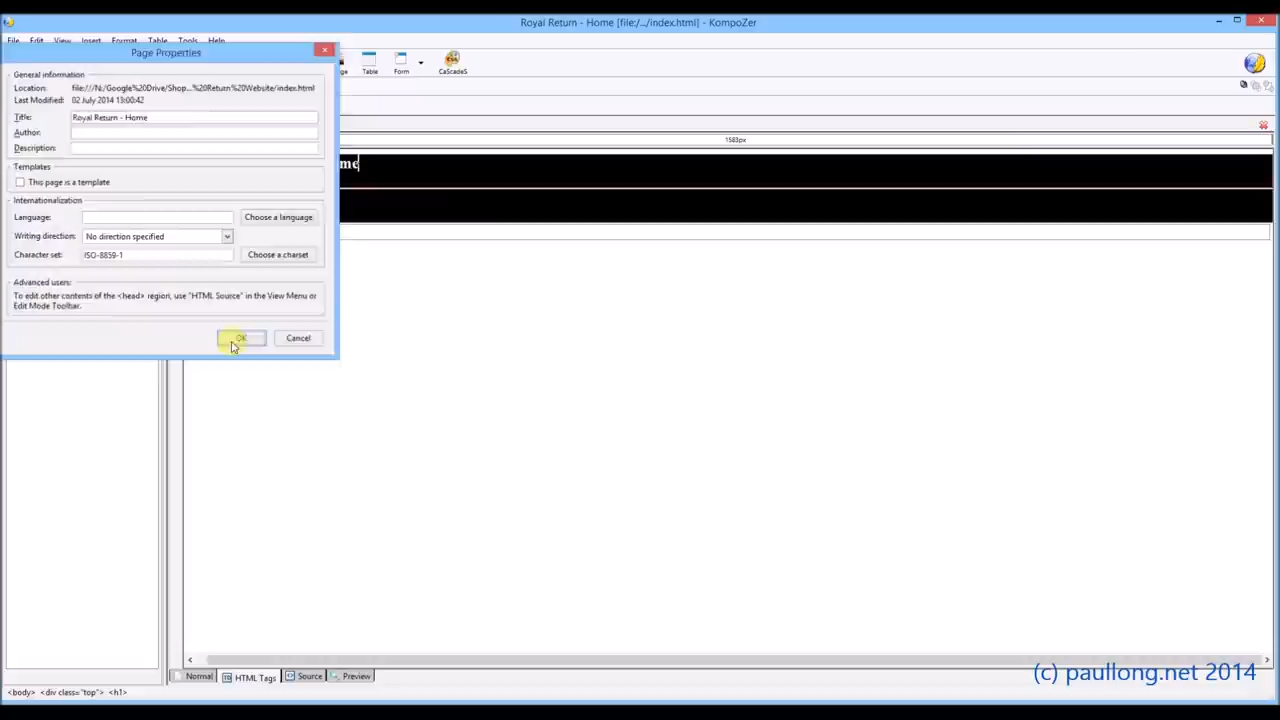 Royal Return - Home [file:/.../index.html] - KompoZer
File Edit View Insert Format Table Tools Help
Page Properties
Table Form CaScadeS
General information
Location: file:///N:/Google%20Drive/Shop...%20Return%20Website/index.html
Last Modified: 02 July 2014 13:00:42
Title: Royal Return - Home
Author:
Description:
1583px
me
Templates
This page is a template
Internationalization
Language: Choose a language
Writing direction: No direction specified
Character set: ISO-8859-1 Choose a charset
Advanced users:
To edit other contents of the <head> region, use "HTML Source" in the View Menu or
Edit Mode Toolbar.
OK Cancel
Normal HTML Tags Source Preview
(c) paullong.net 2014
<body> <div class="top"> <h1>